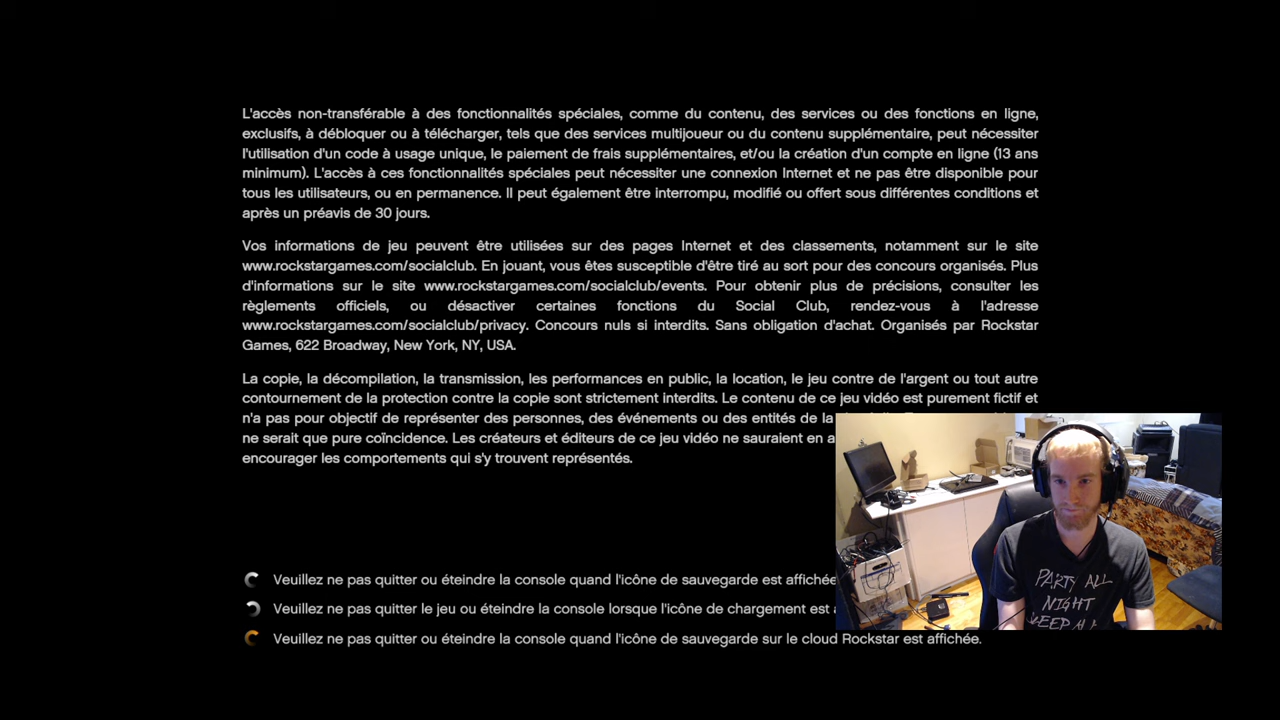 L'accès non-transférable à des fonctionnalités spéciales, comme du contenu, des services ou des fonctions en ligne,
exclusifs, à débloquer ou à télécharger, tels que des services multijoueur ou du contenu supplémentaire, peut nécessiter
l'utilisation d'un code à usage unique, le paiement de frais supplémentaires, et/ou la création d'un compte en ligne (13 ans
minimum). L'accès à ces fonctionnalités spéciales peut nécessiter une connexion Internet et ne pas être disponible pour
tous les utilisateurs, ou en permanence. Il peut également être interrompu, modifié ou offert sous différentes conditions et
après un préavis de 30 jours.
Vos informations de jeu peuvent être utilisées sur des pages Internet et des classements, notamment sur le site
www.rockstargames.com/socialclub. En jouant, vous êtes susceptible d'être tiré au sort pour des concours organisés. Plus
d'informations sur le site www.rockstargames.com/socialclub/events. Pour obtenir plus de précisions, consulter les
règlements officiels, ou désactiver certaines fonctions du Social Club, rendez-vous à l'adresse
www.rockstargames.com/socialclub/privacy. Concours nuls si interdits. Sans obligation d'achat. Organisés par Rockstar
Games, 622 Broadway, New York, NY, USA.
La copie, la décompilation, la transmission, les performances en public, la location, le jeu contre de l'argent ou tout autre
contournement de la protection contre la copie sont strictement interdits. Le contenu de ce jeu vidéo est purement fictif et
n'a pas pour objectif de représenter des personnes, des événements ou des entités de la
ne serait que pure coïncidence. Les créateurs et éditeurs de ce jeu vidéo ne sauraient en
encourager les comportements qui s'y trouvent représentés.
Veuillez ne pas quitter ou éteindre la console quand l'icône de sauvegarde est affichée
Veuillez ne pas quitter le jeu ou éteindre la console lorsque l'icône de chargement est
Veuillez ne pas quitter ou éteindre la console quand l'icône de sauvegarde sur le cloud Rockstar est affichée.
PARTY ALL
NIGHT